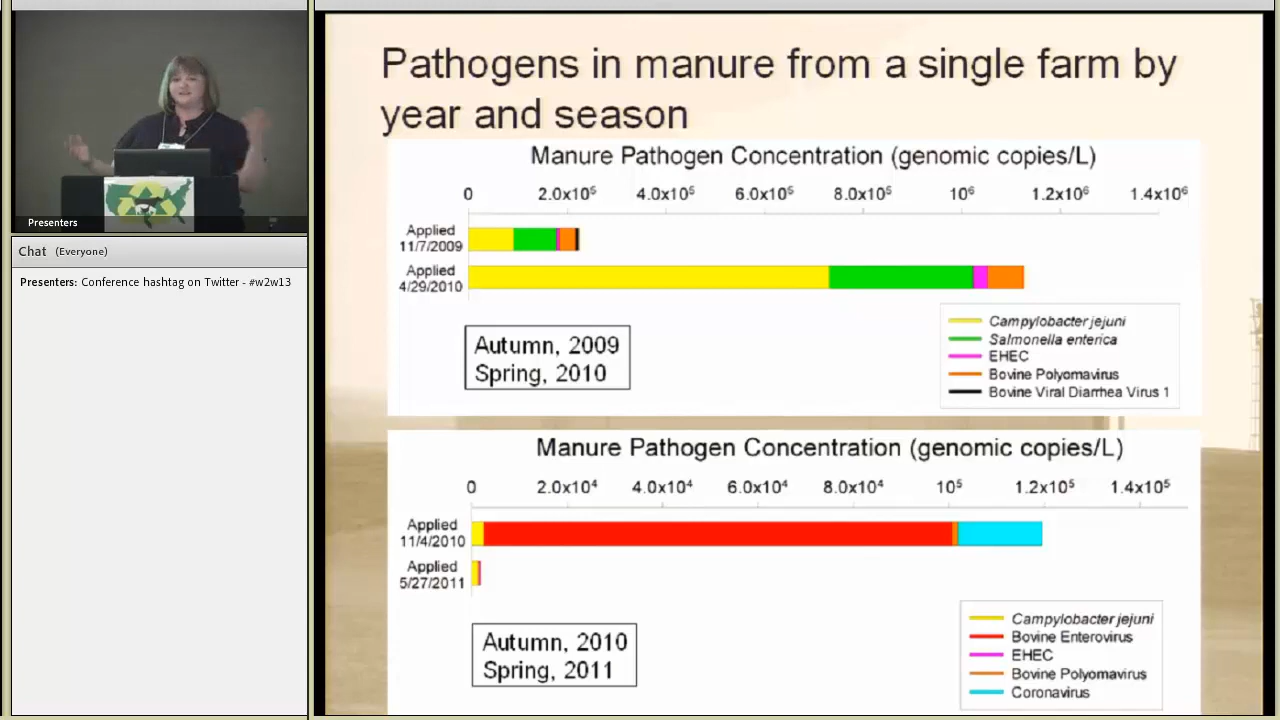 Presenters
Chat (Everyone)
Presenters: Conference hashtag on Twitter - #w2w13
Pathogens in manure from a single farm by
year and season
Manure Pathogen Concentration (genomic copies/L)
0 2.0x10⁵ 4.0x10⁵ 6.0x10⁵ 8.0x10⁵ 10⁶ 1.2x10⁶ 1.4x10⁶
Applied
11/7/2009
Applied
4/29/2010
Autumn, 2009
Spring, 2010
Campylobacter jejuni
Salmonella enterica
EHEC
Bovine Polyomavirus
Bovine Viral Diarrhea Virus 1
Manure Pathogen Concentration (genomic copies/L)
0 2.0x10⁴ 4.0x10⁴ 6.0x10⁴ 8.0x10⁴ 10⁵ 1.2x10⁵ 1.4x10⁵
Applied
11/4/2010
Applied
5/27/2011
Autumn, 2010
Spring, 2011
Campylobacter jejuni
Bovine Enterovirus
EHEC
Bovine Polyomavirus
Coronavirus